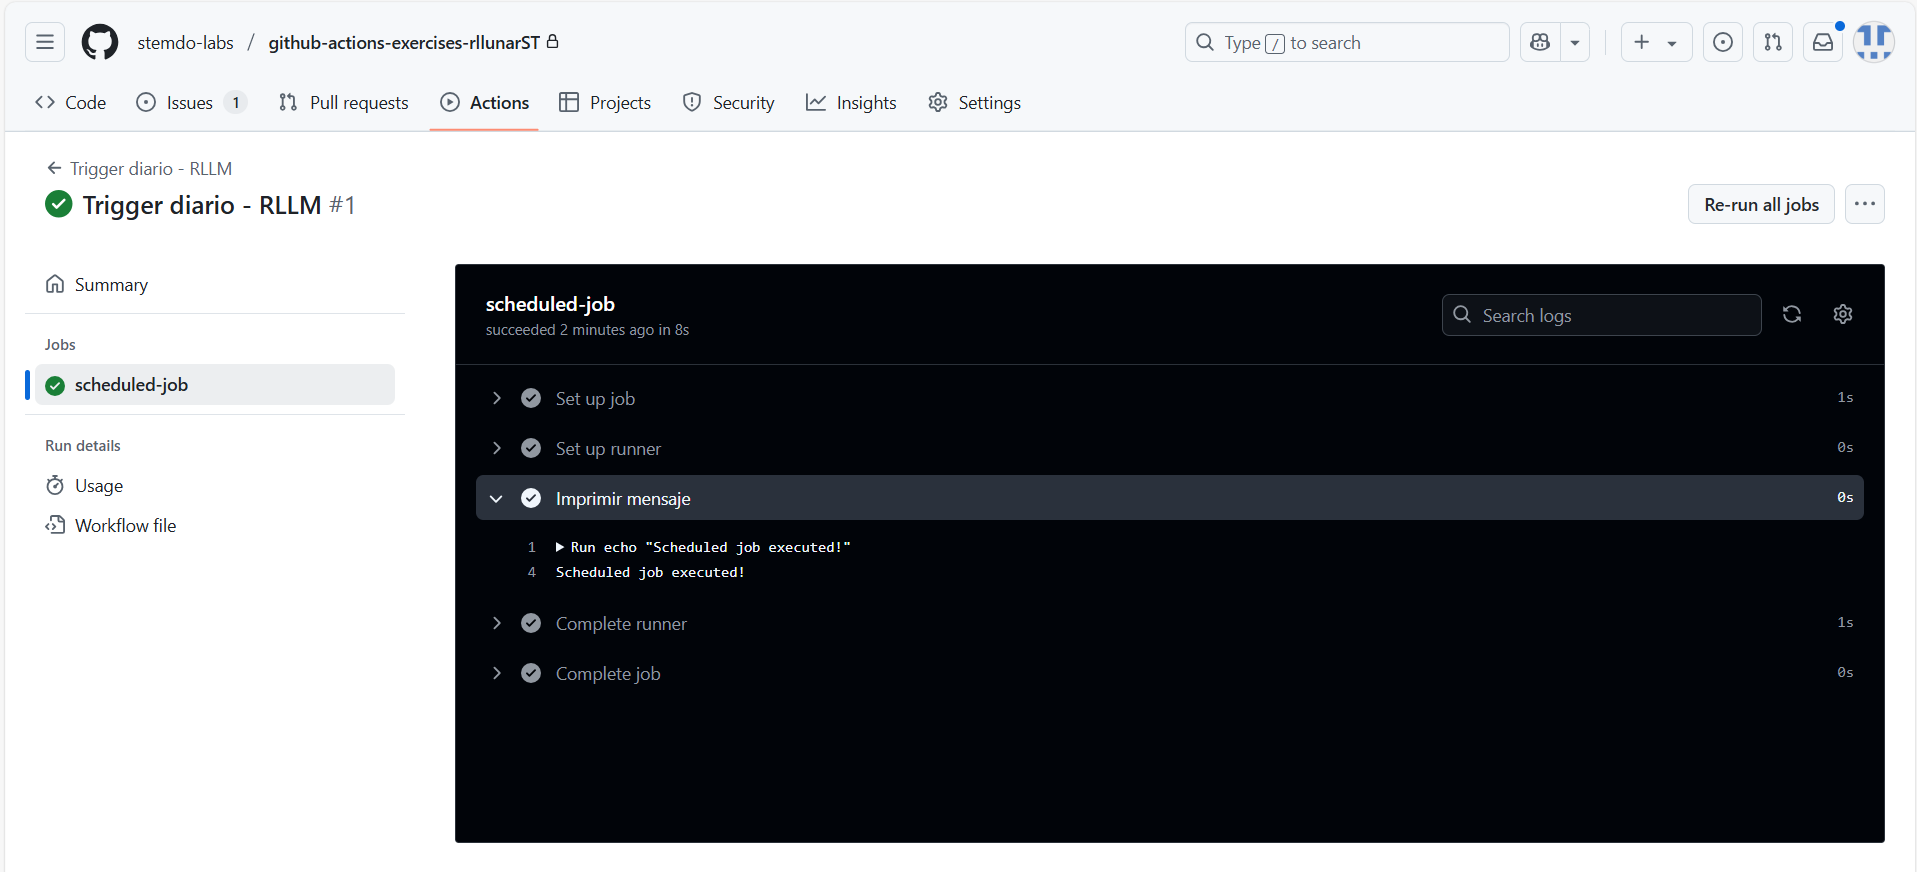 stemdo-labs / github-actions-exercises-rllunarST
Type / to search
Code Issues 1 Pull requests Actions Projects Security Insights Settings
Trigger diario - RLLM
Trigger diario - RLLM #1
Re-run all jobs
Summary
Jobs
scheduled-job
Run details
Usage
Workflow file
scheduled-job
succeeded 2 minutes ago in 8s
Search logs
Set up job 1s
Set up runner 0s
Imprimir mensaje 0s
1 Run echo "Scheduled job executed!"
4 Scheduled job executed!
Complete runner 1s
Complete job 0s